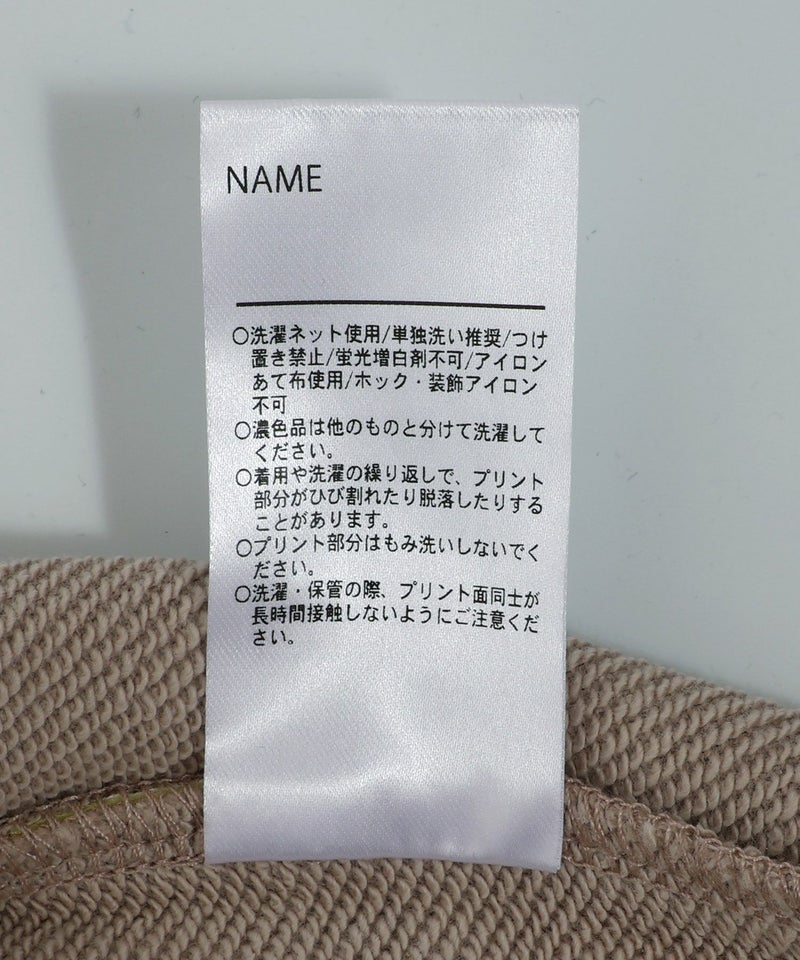 NAME
○洗濯ネット使用/単独洗い推奨/つけ
置き禁止/蛍光増白剤不可/アイロン
あて布使用/ホック・装飾アイロン
不可
○濃色品は他のものと分けて洗濯して
ください。
○着用や洗濯の繰り返しで、プリント
部分がひび割れたり脱落したりする
ことがあります。
○プリント部分はもみ洗いしないでく
ださい。
○洗濯・保管の際、プリント面同士が
長時間接触しないようにご注意くだ
さい。